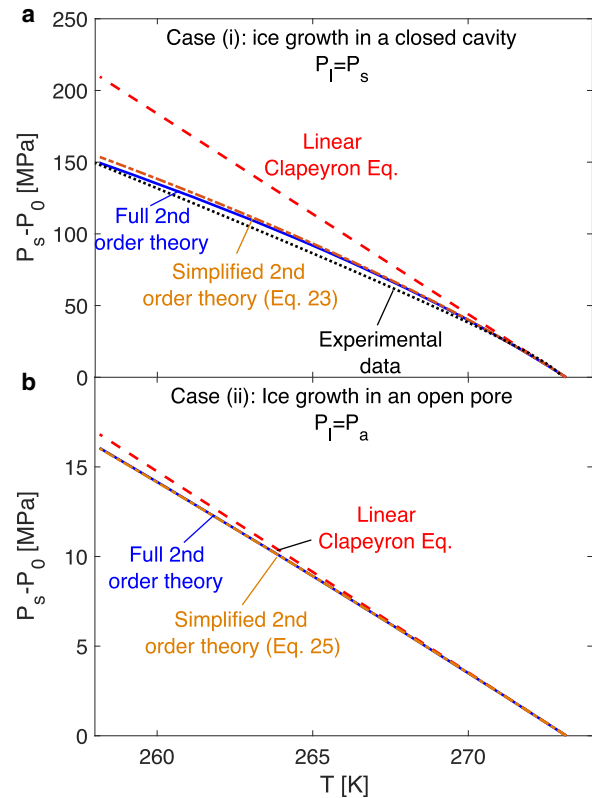 a
Case (i): ice growth in a closed cavity
P_l=P_s
Linear
Clapeyron Eq.
Full 2nd
order theory
Simplified 2nd
order theory (Eq. 23)
Experimental
data
P_s-P_0 [MPa]
250
200
150
100
50
0
b
Case (ii): Ice growth in an open pore
P_l=P_a
Linear
Clapeyron Eq.
Full 2nd
order theory
Simplified 2nd
order theory (Eq. 25)
P_s-P_0 [MPa]
15
10
5
0
260 265 270
T [K]